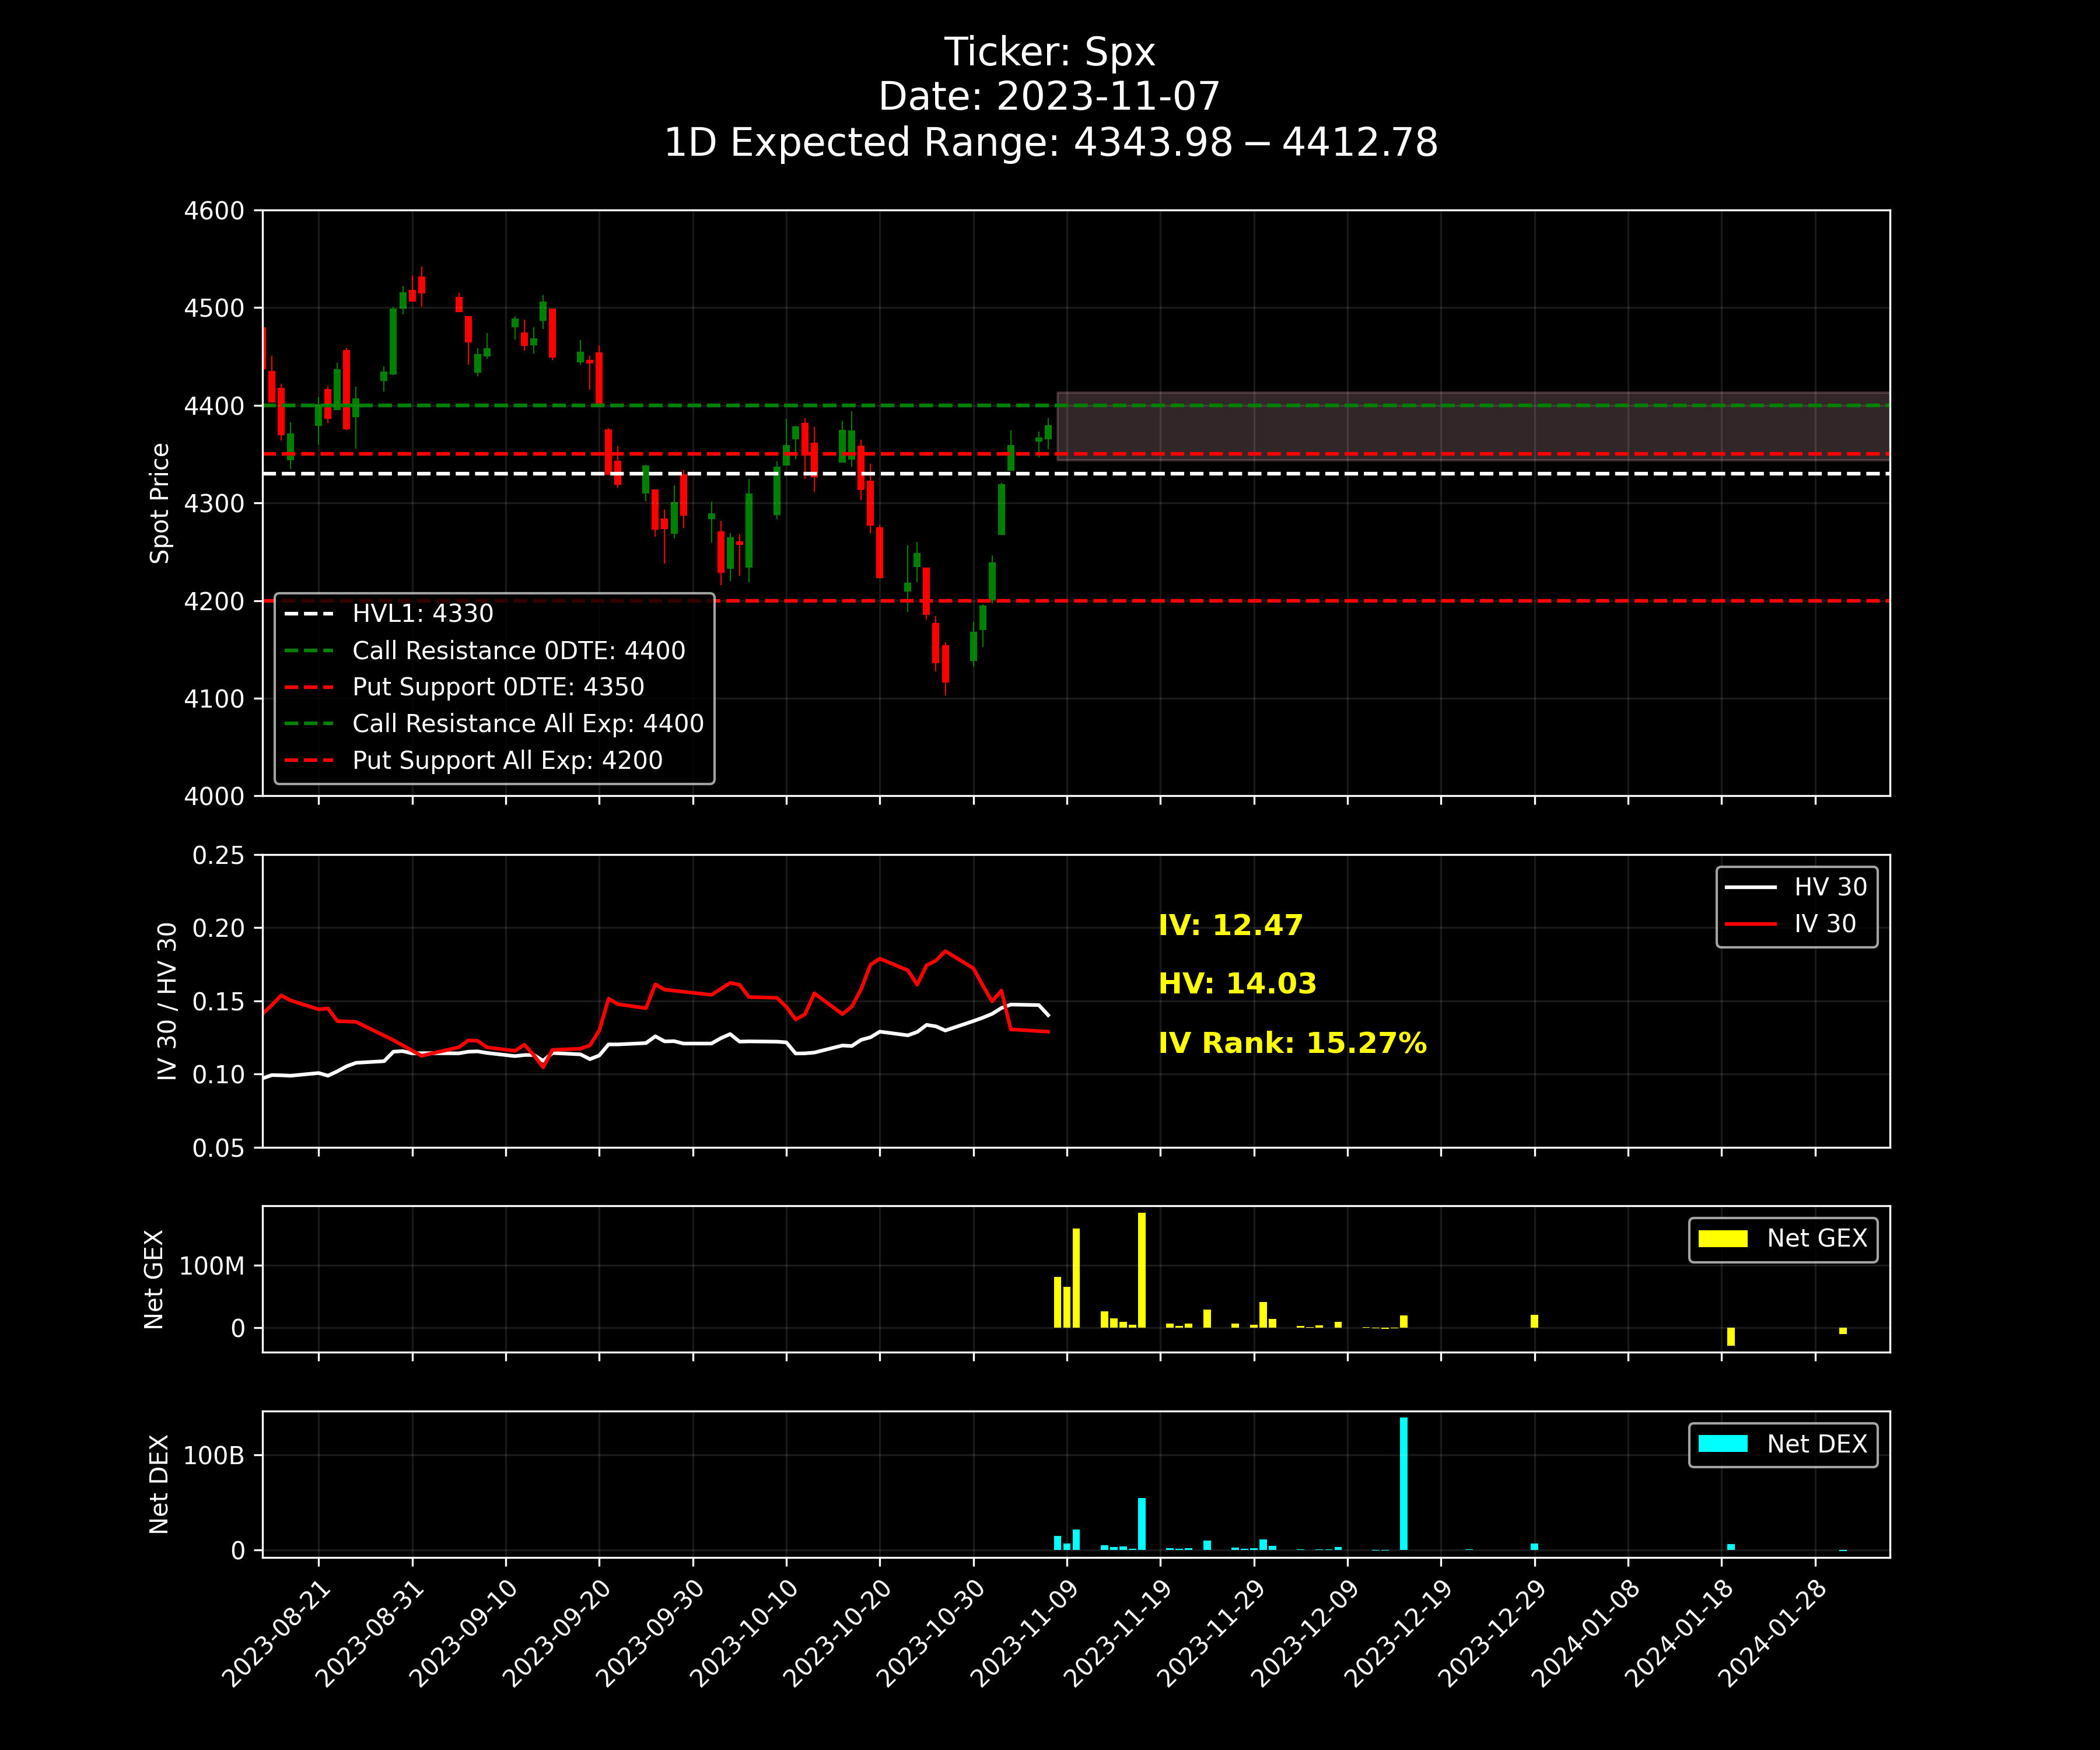 Ticker: Spx
Date: 2023-11-07
1D Expected Range: 4343.98 − 4412.78
4600
4500
4400
4300
4200
4100
4000
Spot Price
HVL1: 4330
Call Resistance 0DTE: 4400
Put Support 0DTE: 4350
Call Resistance All Exp: 4400
Put Support All Exp: 4200
0.25
0.20
0.15
0.10
0.05
IV 30 / HV 30
IV: 12.47
HV: 14.03
IV Rank: 15.27%
HV 30
IV 30
100M
0
Net GEX
Net GEX
100B
0
Net DEX
Net DEX
2023-08-21
2023-08-31
2023-09-10
2023-09-20
2023-09-30
2023-10-10
2023-10-20
2023-10-30
2023-11-09
2023-11-19
2023-11-29
2023-12-09
2023-12-19
2023-12-29
2024-01-08
2024-01-18
2024-01-28